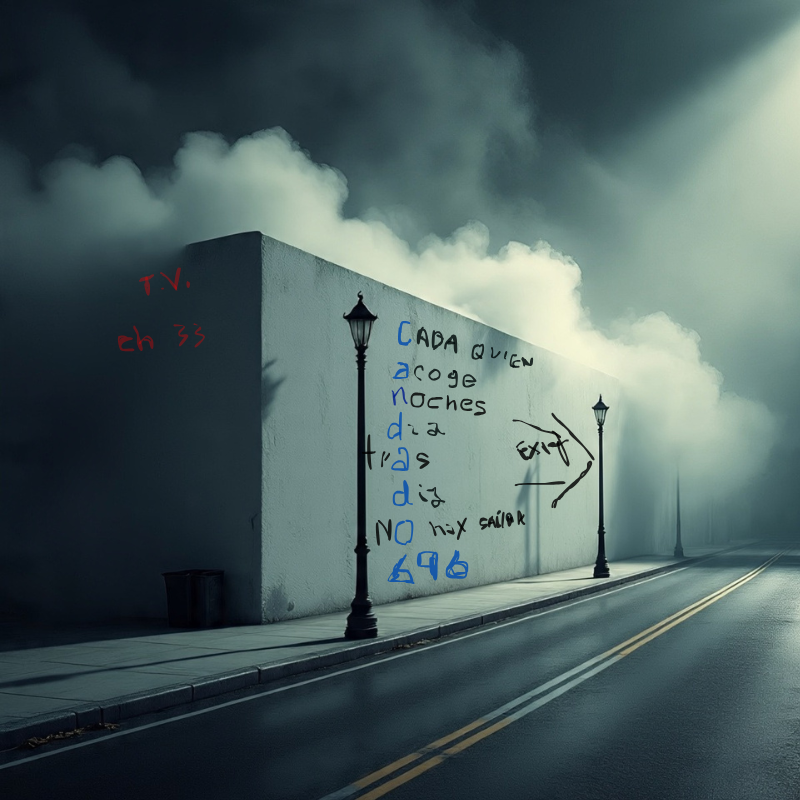 T.V.
ch 33
CADA QUIEN
acoge
noches
dia
tras
dia
NO hay salida
696
EXIT